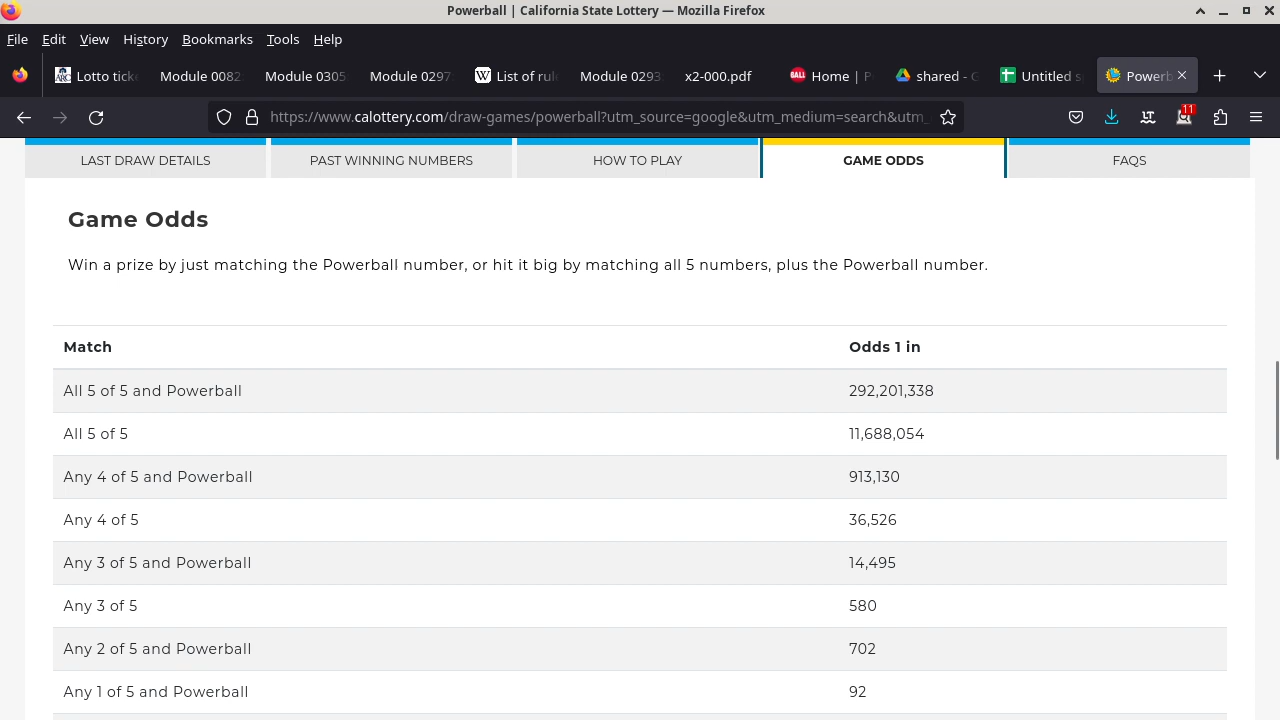 Powerball | California State Lottery — Mozilla Firefox
File Edit View History Bookmarks Tools Help
Lotto ticke Module 0082 Module 0305 Module 0297 List of rule Module 0293 x2-000.pdf Home | P shared - G Untitled s Powerb
https://www.calottery.com/draw-games/powerball?utm_source=google&utm_medium=search&utm_ 11
LAST DRAW DETAILS PAST WINNING NUMBERS HOW TO PLAY GAME ODDS FAQS
Game Odds
Win a prize by just matching the Powerball number, or hit it big by matching all 5 numbers, plus the Powerball number.
Match Odds 1 in
All 5 of 5 and Powerball 292,201,338
All 5 of 5 11,688,054
Any 4 of 5 and Powerball 913,130
Any 4 of 5 36,526
Any 3 of 5 and Powerball 14,495
Any 3 of 5 580
Any 2 of 5 and Powerball 702
Any 1 of 5 and Powerball 92